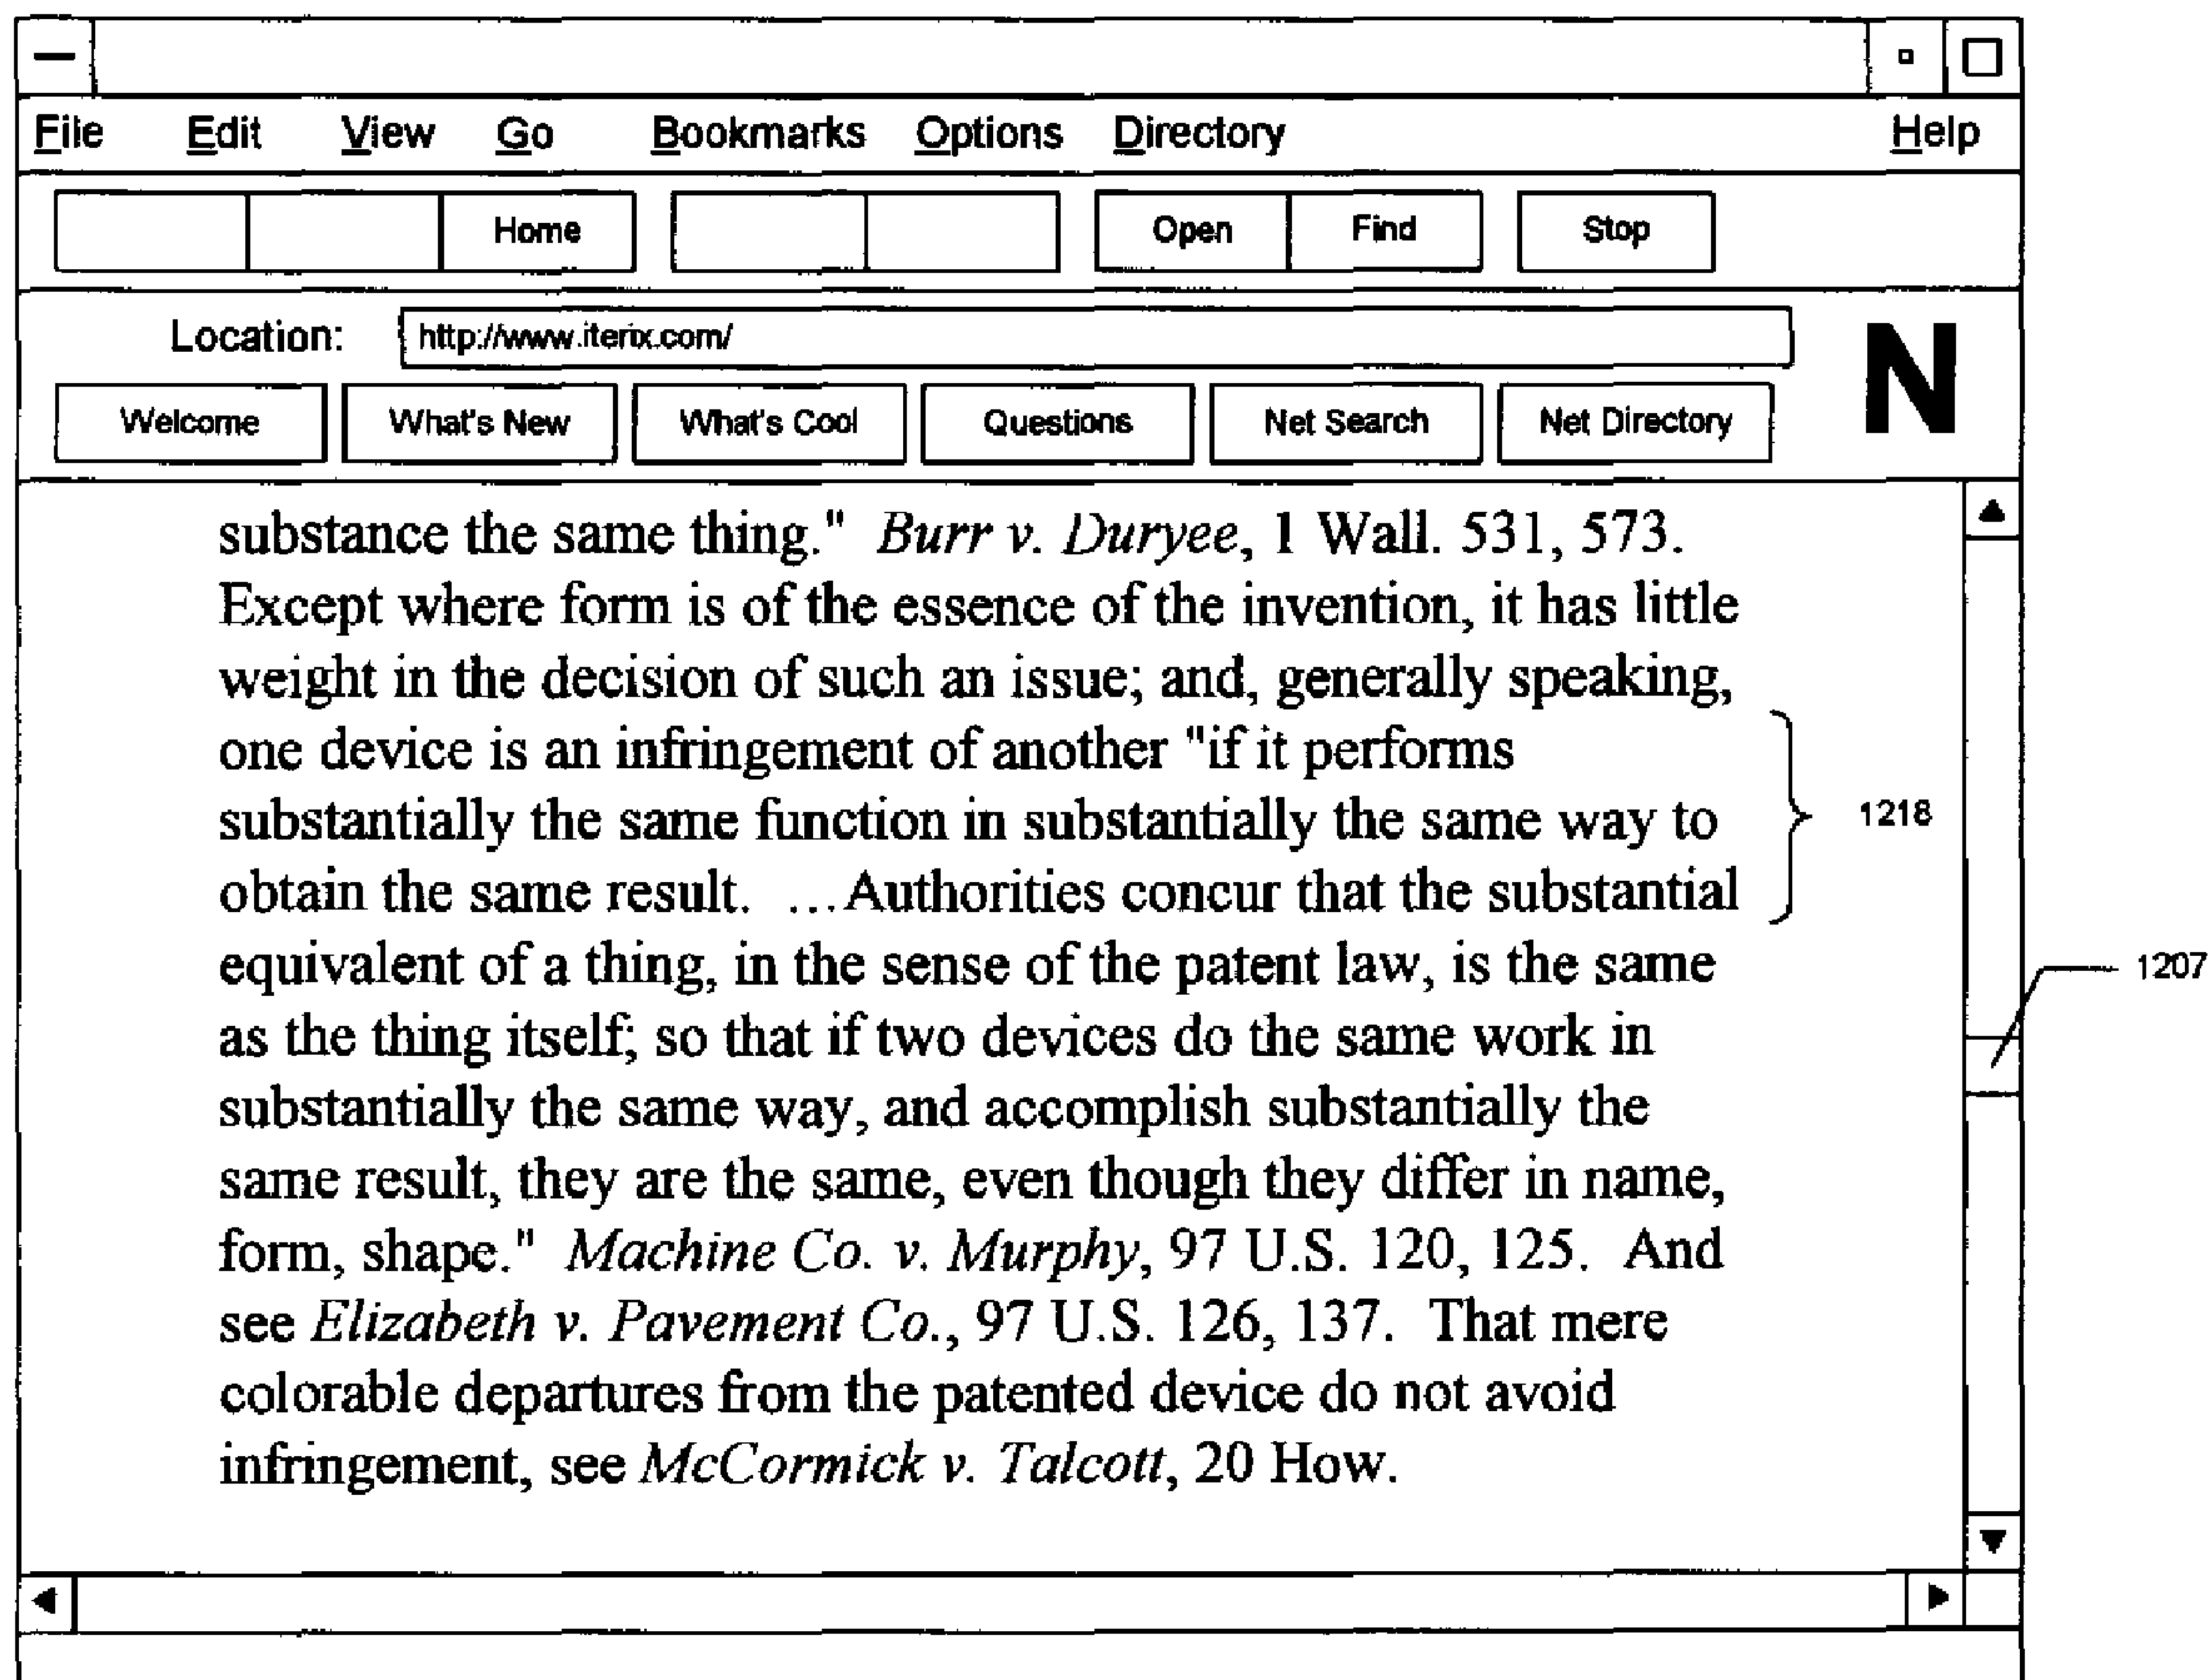 File Edit View Go Bookmarks Options Directory Help
Home Open Find Stop
Location: http://www.iterix.com/
N
Welcome What's New What's Cool Questions Net Search Net Directory
substance the same thing." Burr v. Duryee, 1 Wall. 531, 573.
Except where form is of the essence of the invention, it has little
weight in the decision of such an issue; and, generally speaking,
one device is an infringement of another "if it performs
substantially the same function in substantially the same way to
obtain the same result. ...Authorities concur that the substantial
equivalent of a thing, in the sense of the patent law, is the same
as the thing itself; so that if two devices do the same work in
substantially the same way, and accomplish substantially the
same result, they are the same, even though they differ in name,
form, shape." Machine Co. v. Murphy, 97 U.S. 120, 125. And
see Elizabeth v. Pavement Co., 97 U.S. 126, 137. That mere
colorable departures from the patented device do not avoid
infringement, see McCormick v. Talcott, 20 How.
1218
1207